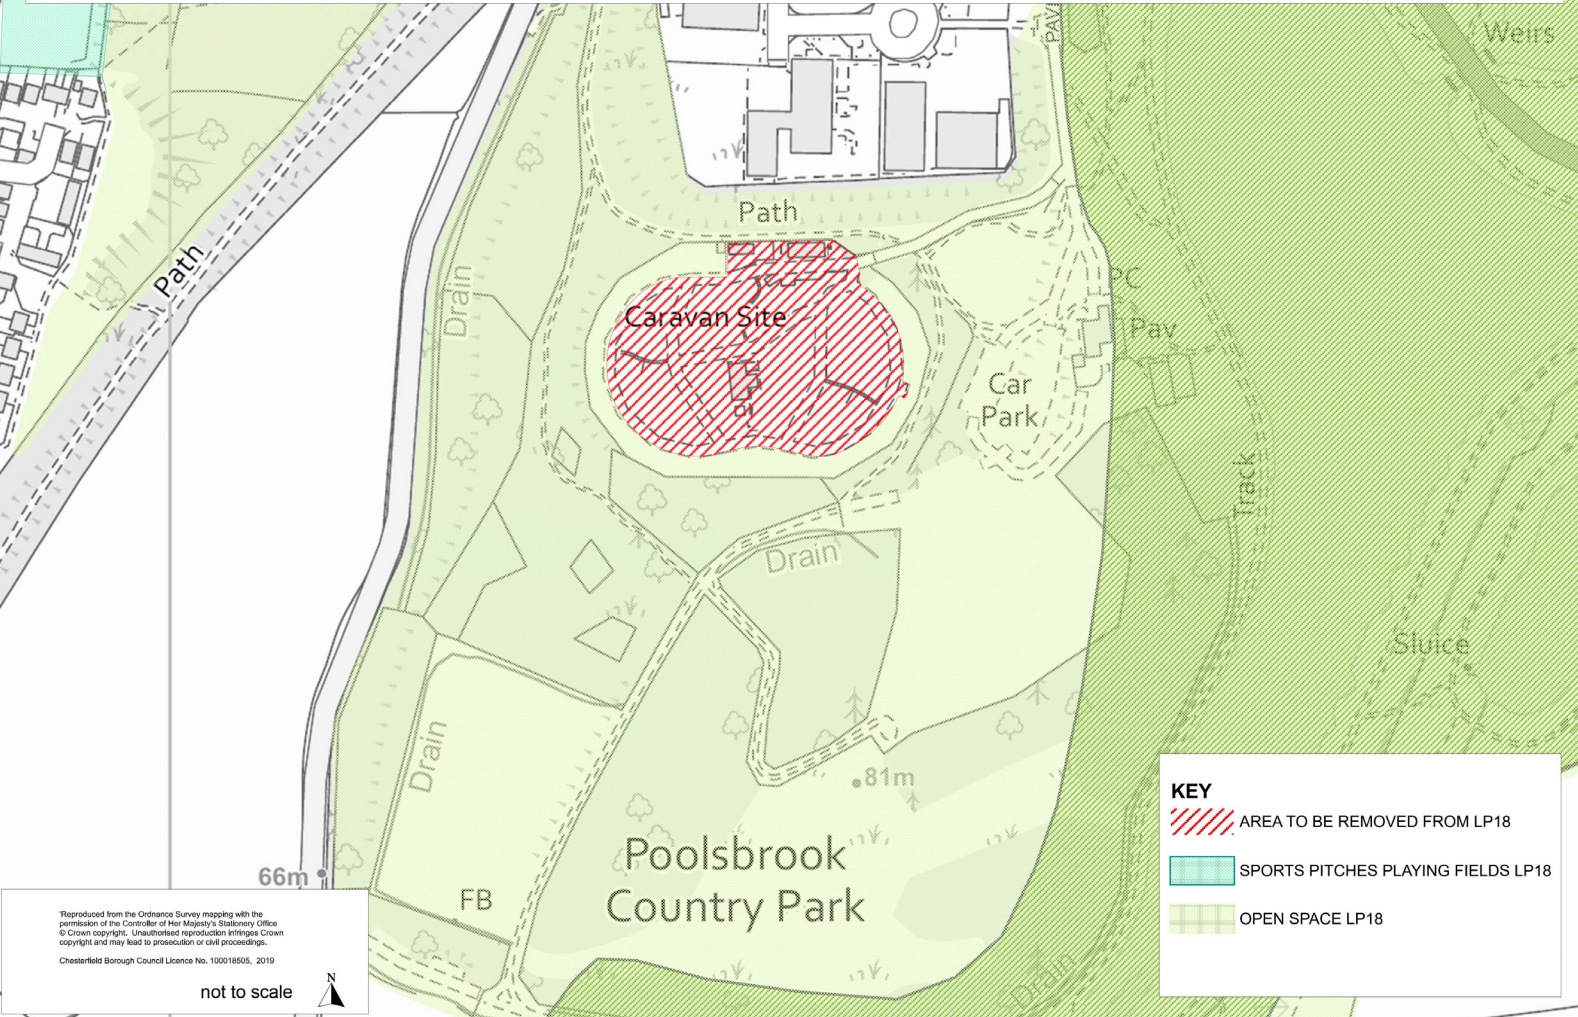 PAV
Weirs
Path
Path
Drain
Caravan Site
PC
Pav
Car
Park
Track
Drain
Sluice
Drain
81m
66m
Poolsbrook
Country Park
FB
Drain
KEY
AREA TO BE REMOVED FROM LP18
SPORTS PITCHES PLAYING FIELDS LP18
OPEN SPACE LP18
'Reproduced from the Ordnance Survey mapping with the
permission of the Controller of Her Majesty's Stationery Office
© Crown copyright.  Unauthorised reproduction infringes Crown
copyright and may lead to prosecution or civil proceedings.
Chesterfield Borough Council Licence No. 100018505,  2019
not to scale
N